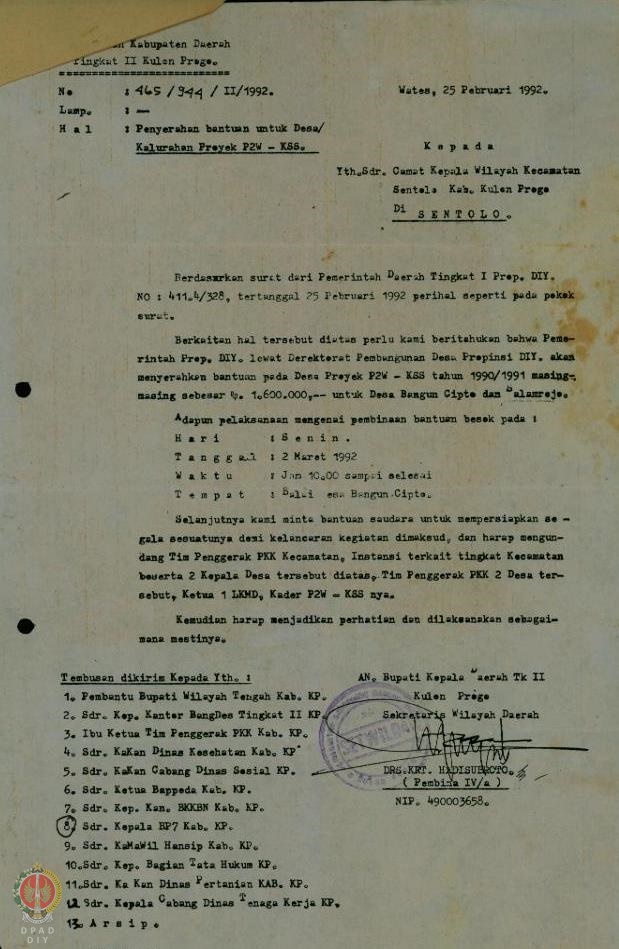 Kabupaten Daerah
Tingkat II Kulon Progo.
No : 465/944/II/1992.
Wates, 25 Pebruari 1992.
Lamp. : —
H a l : Penyerahan bantuan untuk Desa/
Kalurahan Proyek P2W - KSS.
K e p a d a
Yth.Sdr. Camat Kepala Wilayah Kecamatan
Sentolo Kab. Kulon Progo
Di S E N T O L O .
Berdasarkan surat dari Pemerintah Daerah Tingkat I Prop. DIY.
NO : 411.4/328, tertanggal 25 Pebruari 1992 perihal seperti pada pokok
surat.
Berkaitan hal tersebut diatas perlu kami beritahukan bahwa Peme-
rintah Prop. DIY. lewat Derektorat Pembangunan Desa Propinsi DIY. akan
menyerahkan bantuan pada Desa Proyek P2W - KSS tahun 1990/1991 masing-
masing sebesar Rp. 1.600.000,-- untuk Desa Bangun Cipto dan Salamrejo.
Adapun pelaksanaan mengenai pembinaan bantuan besok pada :
H a r i : S e n i n .
T a n g g a l : 2 Maret 1992
W a k t u : Jam 10.00 sampai selesai
T e m p a t : Balai esa Bangun Cipto.
Selanjutnya kami minta bantuan saudara untuk mempersiapkan se -
gala sesuatunya demi kelancaran kegiatan dimaksud, dan harap mengun-
dang Tim Penggerak PKK Kecamatan, Instansi terkait tingkat Kecamatan
beserta 2 Kepala Desa tersebut diatas, Tim Penggerak PKK 2 Desa ter-
sebut, Ketua 1 LKMD, Kader P2W - KSS nya.
Kemudian harap menjadikan perhatian dan dilaksanakan sebagai-
mana mestinya.
Tembusan dikirim Kepada Yth. :
1. Pembantu Bupati Wilayah Tengah Kab. KP.
2. Sdr. Kep. Kantor BangDes Tingkat II KP.
3. Ibu Ketua Tim Penggerak PKK Kab. KP.
4. Sdr. KaKan Dinas Kesehatan Kab. KP
5. Sdr. KaKan Cabang Dinas Sosial KP.
6. Sdr. Ketua Bappeda Kab. KP.
7. Sdr. Kep. Kan. BKKBN Kab. KP.
8. Sdr. Kepala BP7 Kab. KP.
9. Sdr. KaMaWil Hansip Kab. KP.
10.Sdr. Kep. Bagian Tata Hukum KP.
11.Sdr. Ka Kan Dinas Pertanian KAB. KP.
12 Sdr. Kepala Cabang Dinas Tenaga Kerja KP.
13. A r s i p .
AN. Bupati Kepala Daerah Tk II
Kulon Progo
Sekretaris Wilayah Daerah
DRS.KRT. HADISUBROTO.
( Pembina IV/a )
NIP. 490003658.
DPAD
DIY